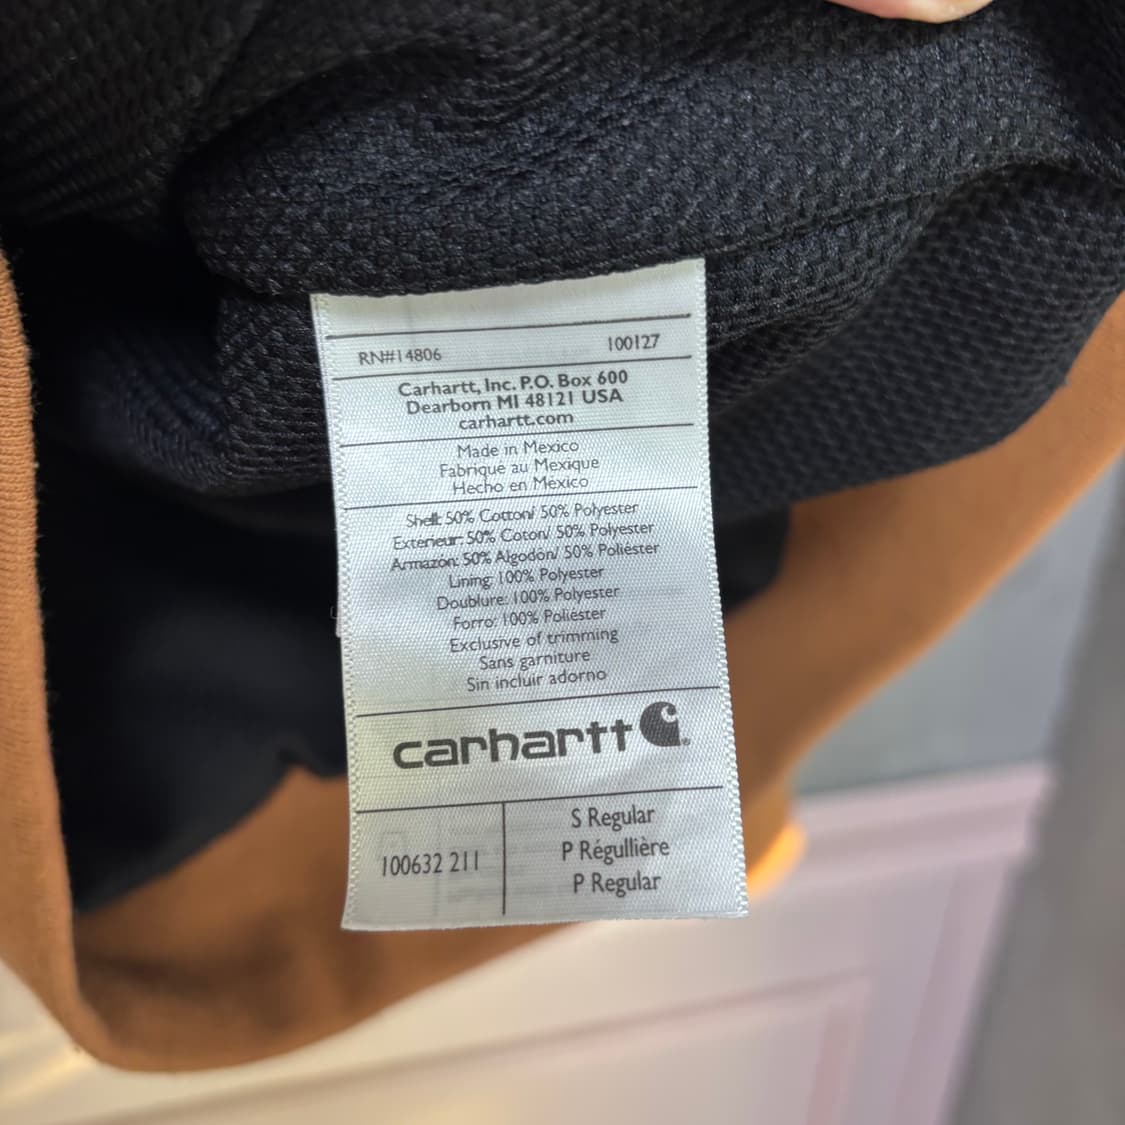 RN#14806 100127
Carhartt, Inc. P.O. Box 600
Dearborn MI 48121 USA
carhartt.com
Made in Mexico
Fabriqué au Mexique
Hecho en México
Shell: 50% Cotton/ 50% Polyester
Exterieur: 50% Coton/ 50% Polyester
Armazon: 50% Algodon/ 50% Poliéster
Lining: 100% Polyester
Doublure: 100% Polyester
Forro: 100% Poliéster
Exclusive of trimming
Sans garniture
Sin incluir adorno
carhartt
100632 211
S Regular
P Régullière
P Regular